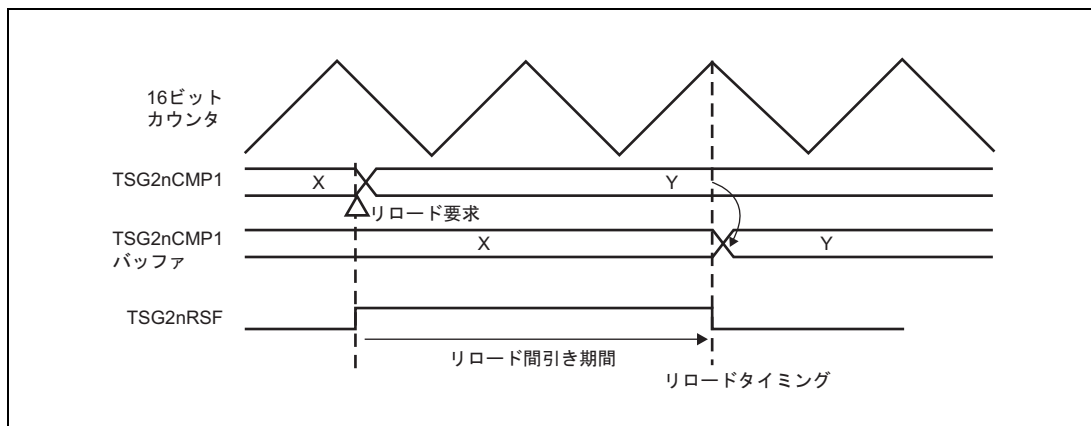 16ビット
カウンタ
TSG2nCMP1
X
Y
リロード要求
TSG2nCMP1
バッファ
X
Y
TSG2nRSF
リロード間引き期間
リロードタイミング